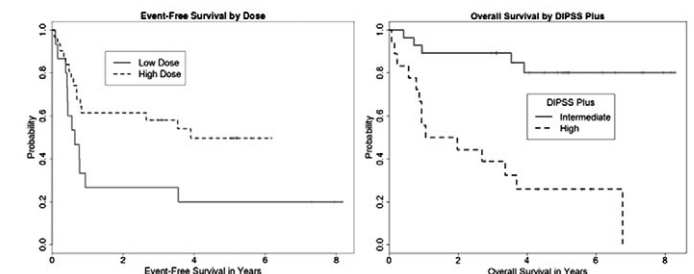 Event-Free Survival by Dose
Probability
0.0
0.2
0.4
0.6
0.8
1.0
Low Dose
High Dose
0
2
4
6
8
Event-Free Survival in Years
Overall Survival by DIPSS Plus
Probability
0.0
0.2
0.4
0.6
0.8
1.0
DIPSS Plus
Intermediate
High
0
2
4
6
8
Overall Survival in Years